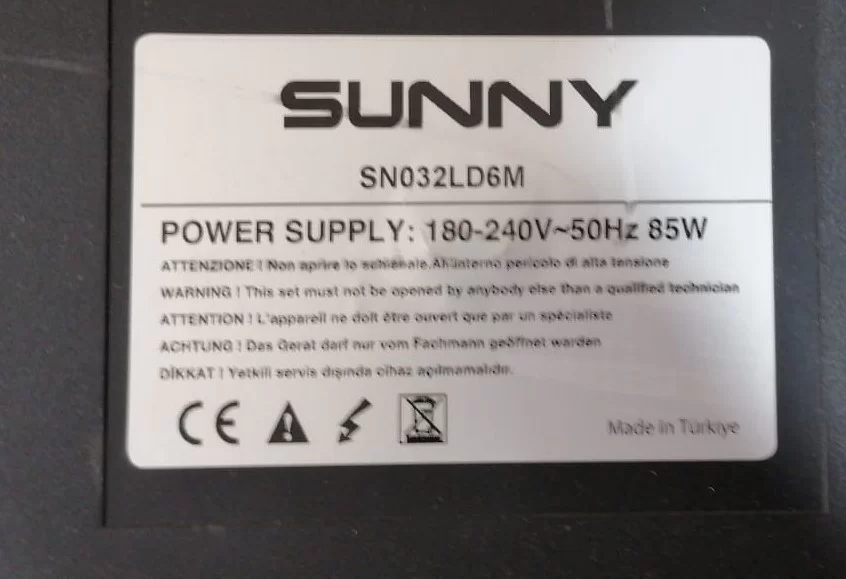 SUNNY
SN032LD6M
POWER SUPPLY: 180-240V~50Hz 85W
ATTENZIONE ! Non aprire lo schienale.All'interno pericolo di alta tensione
WARNING ! This set must not be opened by anybody else than a qualified technician
ATTENTION ! L'appareil ne doit être ouvert que par un spécialiste
ACHTUNG ! Das Gerät darf nur vom Fachmann geöffnet warden
DİKKAT ! Yetkili servis dışında cihaz açılmamalıdır.
CE
Made in Türkiye